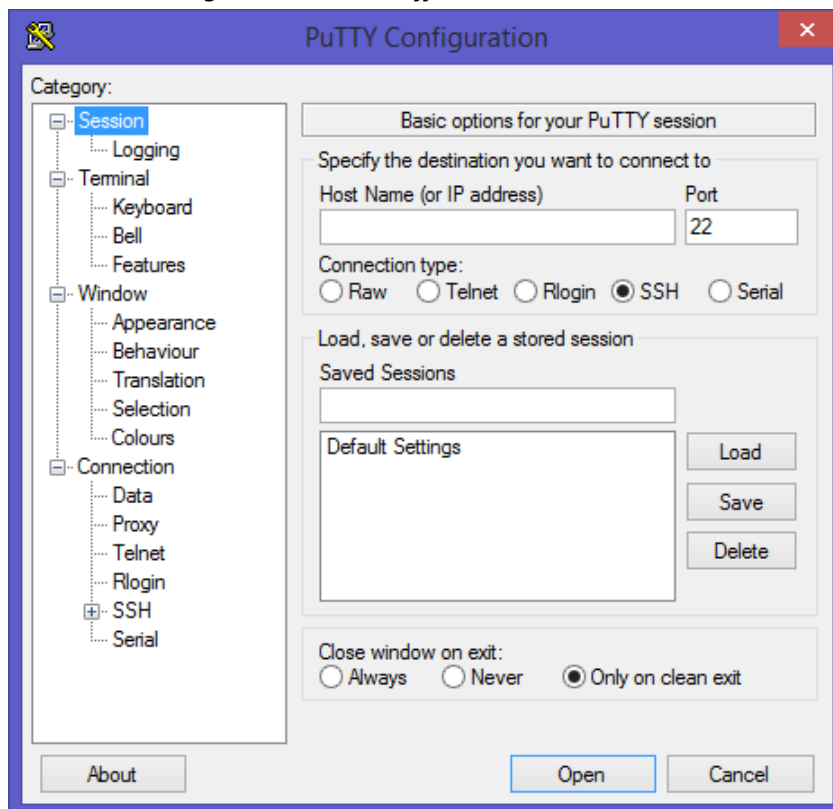 PuTTY Configuration
Category:
Session
Logging
Terminal
Keyboard
Bell
Features
Window
Appearance
Behaviour
Translation
Selection
Colours
Connection
Data
Proxy
Telnet
Rlogin
SSH
Serial
Basic options for your PuTTY session
Specify the destination you want to connect to
Host Name (or IP address) Port
22
Connection type:
Raw Telnet Rlogin SSH Serial
Load, save or delete a stored session
Saved Sessions
Default Settings
Load
Save
Delete
Close window on exit:
Always Never Only on clean exit
About Open Cancel